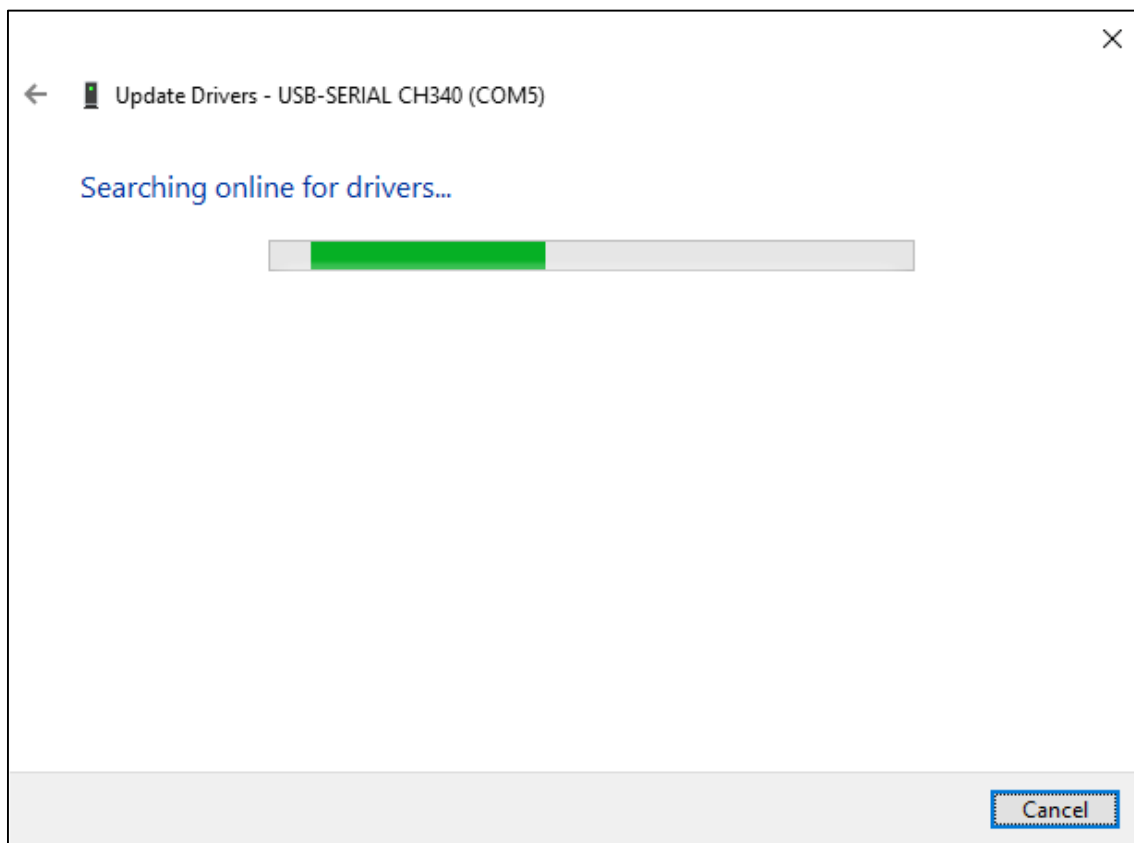 Update Drivers - USB-SERIAL CH340 (COM5)
Searching online for drivers...
Cancel